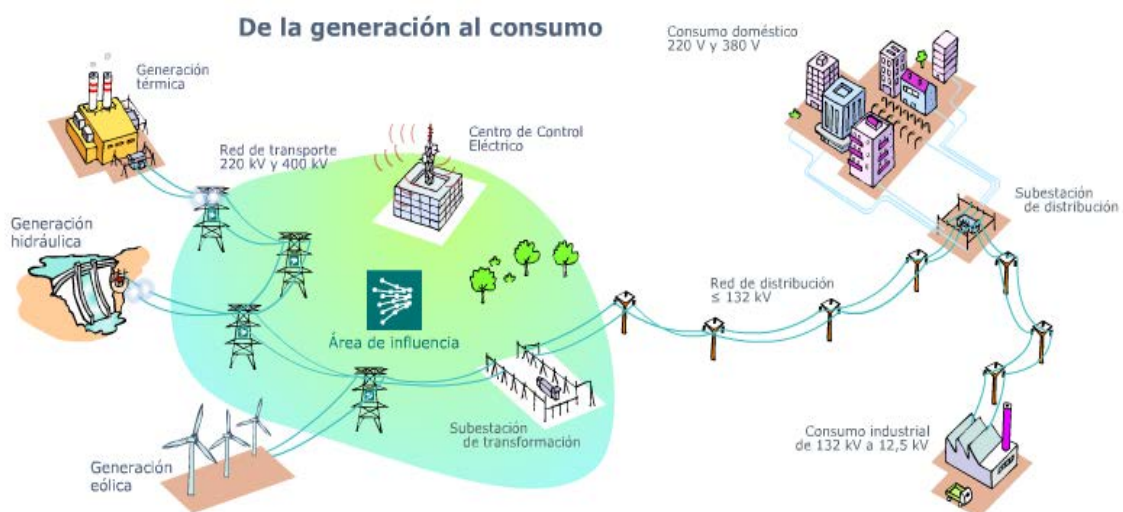 De la generación al consumo
Generación
térmica
Red de transporte
220 kV y 400 kV
Centro de Control
Eléctrico
Consumo doméstico
220 V y 380 V
Subestación
de distribución
Generación
hidráulica
Área de influencia
Red de distribución
≤ 132 kV
Subestación
de transformación
Generación
eólica
Consumo industrial
de 132 kV a 12,5 kV